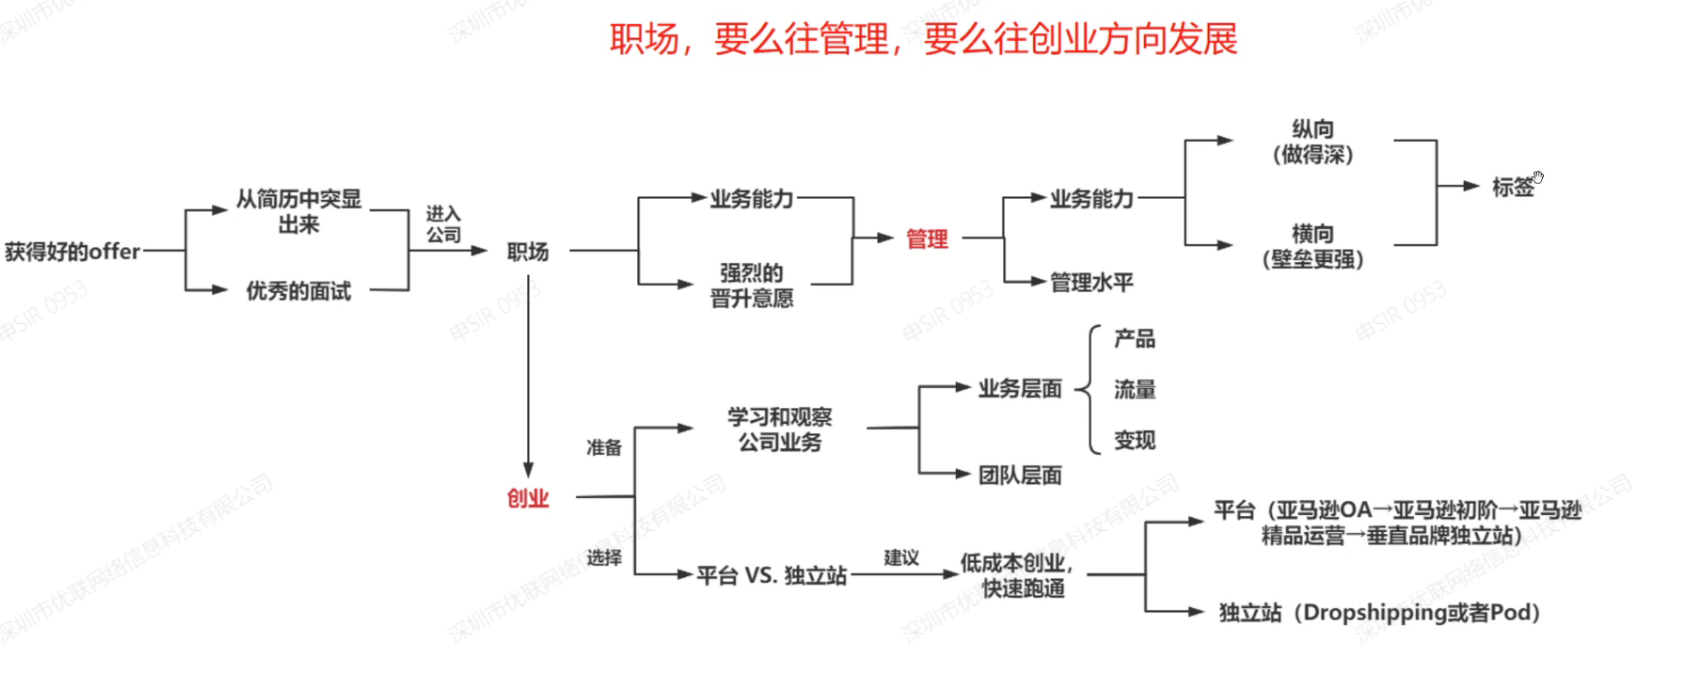 职场，要么往管理，要么往创业方向发展
获得好的offer
从简历中突显
出来
优秀的面试
进入
公司
职场
业务能力
强烈的
晋升意愿
管理
业务能力
管理水平
纵向
（做得深）
横向
（壁垒更强）
标签
创业
准备
学习和观察
公司业务
业务层面
产品
流量
变现
团队层面
选择
平台 VS. 独立站
建议
低成本创业，
快速跑通
平台（亚马逊OA→亚马逊初阶→亚马逊
精品运营→垂直品牌独立站）
独立站（Dropshipping或者Pod）
深圳市优联网络信息科技有限公司
申SIR 0953